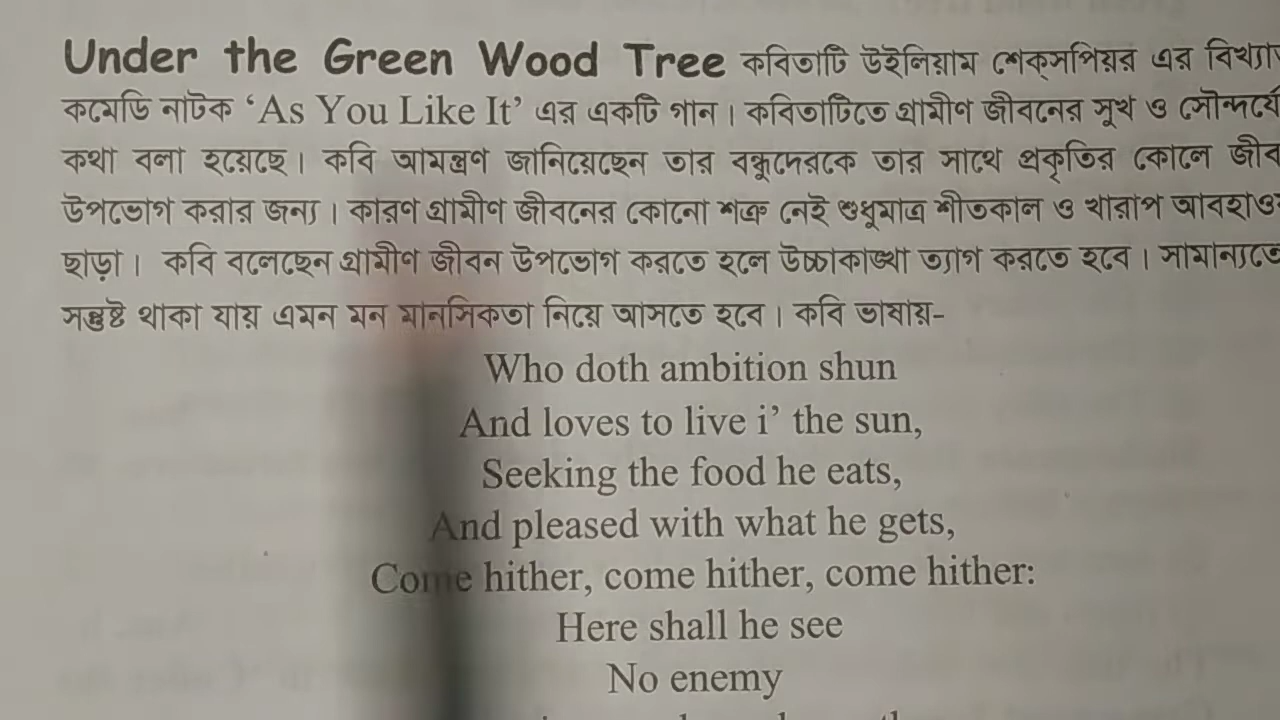 Under the Green Wood Tree কবিতাটি উইলিয়াম শেক্সপিয়র এর
কমেডি নাটক ‘As You Like It’ এর একটি গান। কবিতাটিতে গ্রামীণ জীবনের সুখ ও
কথা বলা হয়েছে। কবি আমন্ত্রণ জানিয়েছেন তার বন্ধুদেরকে তার সাথে প্রকৃতির কোলে
উপভোগ করার জন্য। কারণ গ্রামীণ জীবনের কোনো শত্রু নেই শুধুমাত্র শীতকাল ও খারাপ
ছাড়া। কবি বলেছেন গ্রামীণ জীবন উপভোগ করতে হলে উচ্চাকাঙ্খা ত্যাগ করতে হবে। সামান্যতে
সন্তুষ্ট থাকা যায় এমন মন মানসিকতা নিয়ে আসতে হবে। কবি ভাষায়-
Who doth ambition shun
And loves to live i’ the sun,
Seeking the food he eats,
And pleased with what he gets,
Come hither, come hither, come hither:
Here shall he see
No enemy